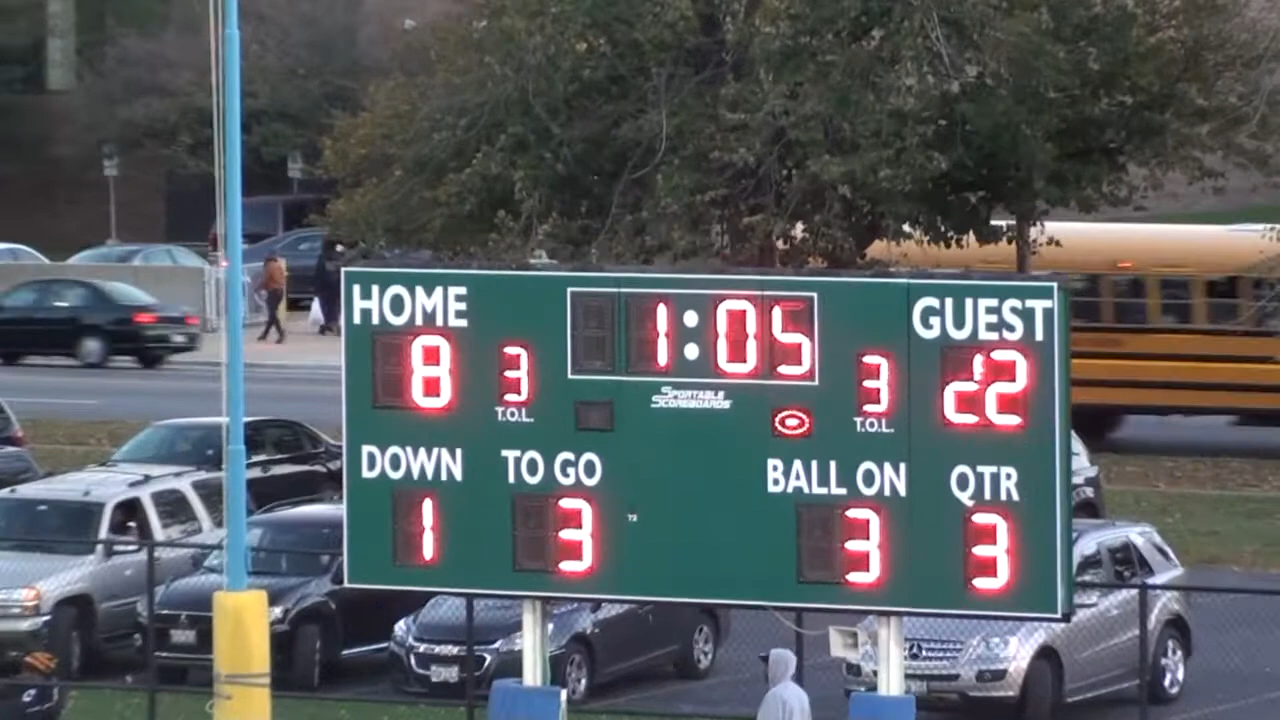 HOME 1:05 GUEST
8 3 3 22
T.O.L. SPORTABLE SCOREBOARDS T.O.L.
DOWN TO GO BALL ON QTR
1 3 3 3